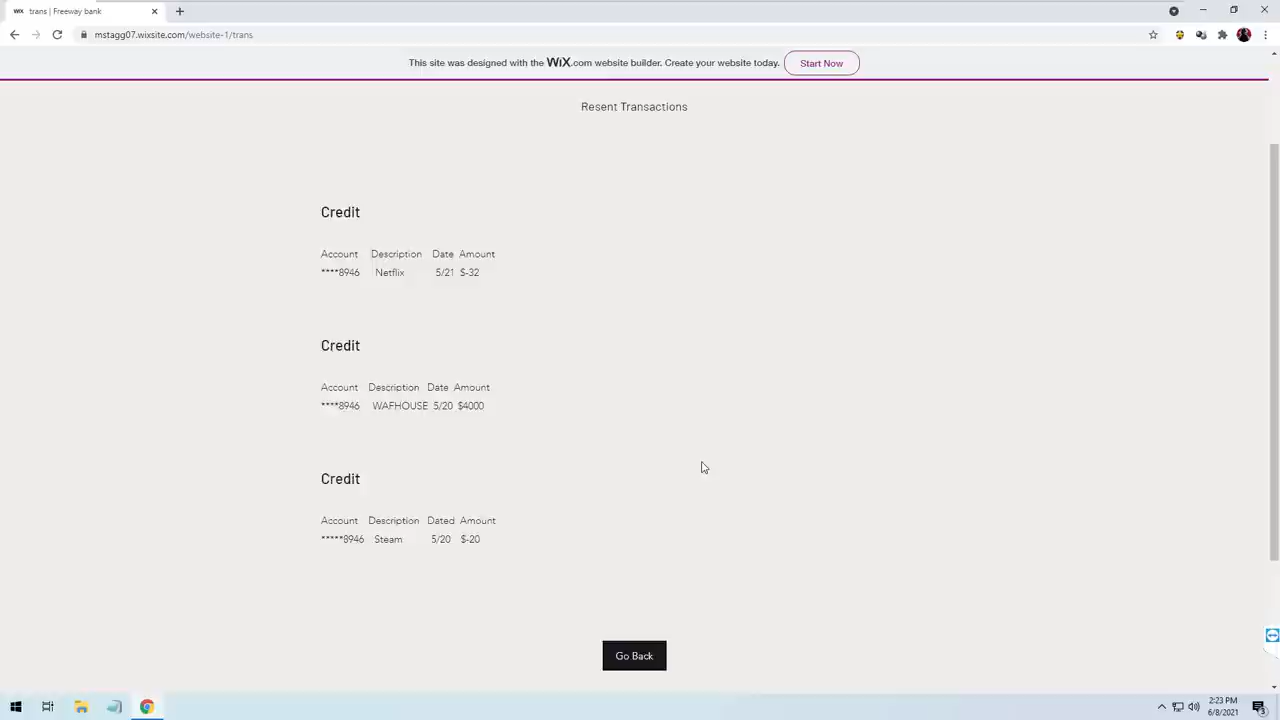 trans | Freeway bank
mstagg07.wixsite.com/website-1/trans
This site was designed with the WiX.com website builder. Create your website today. Start Now
Resent Transactions
Credit
Account Description Date Amount
****8946 Netflix 5/21 $-32
Credit
Account Description Date Amount
****8946 WAFHOUSE 5/20 $4000
Credit
Account Description Dated Amount
*****8946 Steam 5/20 $-20
Go Back
2:23 PM
6/8/2021